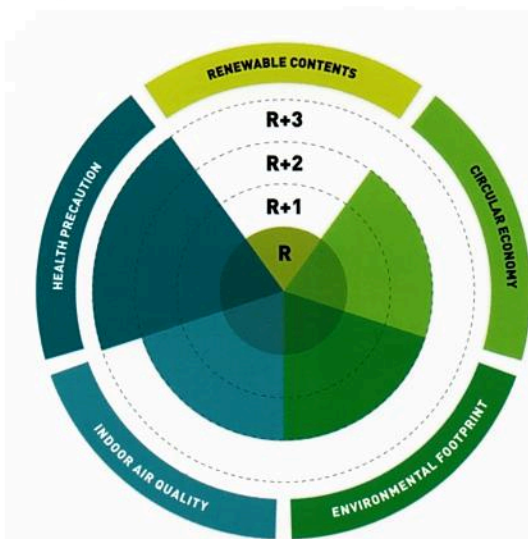 RENEWABLE CONTENTS
R+3
R+2
R+1
R
CIRCULAR ECONOMY
ENVIRONMENTAL FOOTPRINT
INDOOR AIR QUALITY
HEALTH PRECAUTION